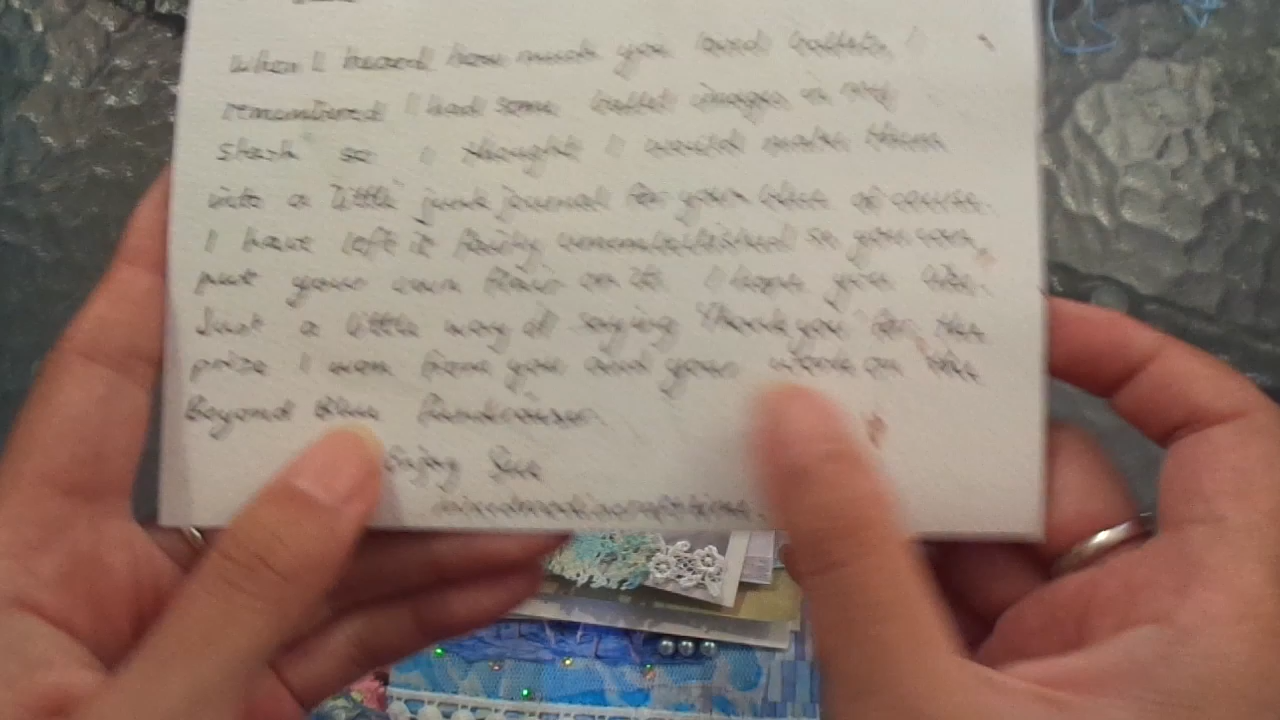 When I heard how much you loved ballet, I
remembered I had some ballet images in my
stash so I thought I would make them
into a little junk journal for you blue of course.
I have left it fairly unembellished so you can
put your own flair on it. I hope you like.
Just a little way of saying "Thank you" for the
prize I won from you and your work on the
Beyond Blue fundraiser.
Enjoy Sue